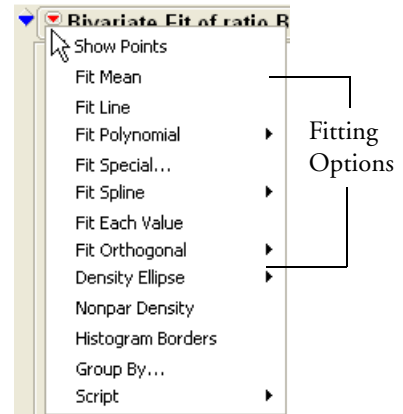 Bivariate Fit of ratio B
Show Points
Fit Mean
Fit Line
Fit Polynomial
Fit Special...
Fit Spline
Fit Each Value
Fit Orthogonal
Density Ellipse
Nonpar Density
Histogram Borders
Group By...
Script
Fitting
Options